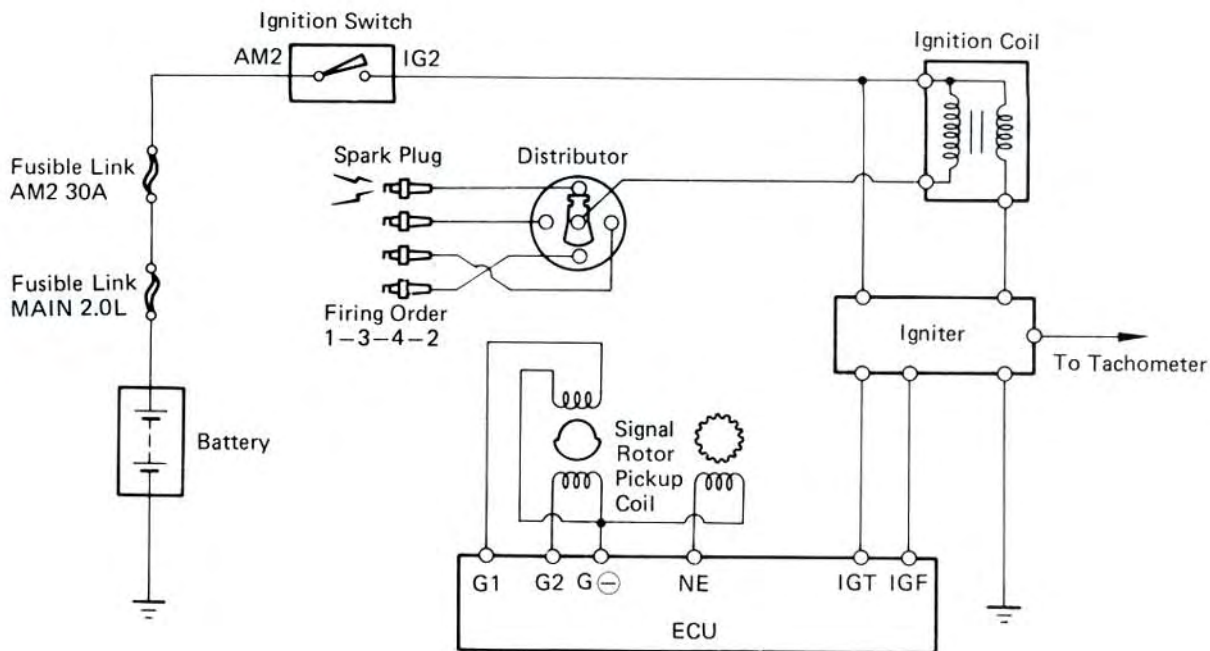 Ignition Switch
AM2
IG2
Ignition Coil
Fusible Link
AM2 30A
Spark Plug
Distributor
Fusible Link
MAIN 2.0L
Firing Order
1–3–4–2
Igniter
To Tachometer
Battery
Signal
Rotor
Pickup
Coil
G1 G2 G⊖ NE IGT IGF
ECU